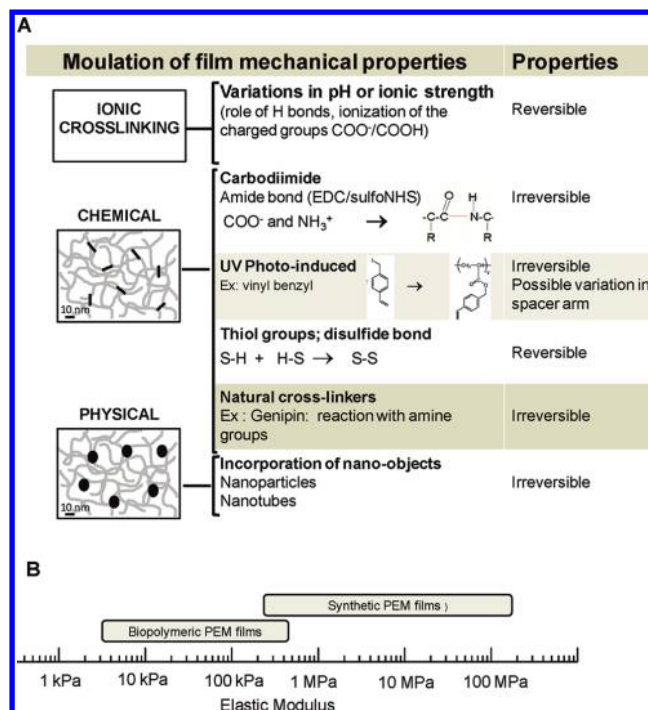 A
Moulation of film mechanical properties Properties
IONIC CROSSLINKING
Variations in pH or ionic strength
(role of H bonds, ionization of the
charged groups COO⁻/COOH)
Reversible
CHEMICAL
10 nm
Carbodiimide
Amide bond (EDC/sulfoNHS)
COO⁻ and NH₃⁺ →
O H
-C-C-N-C-
R R
Irreversible
UV Photo-induced
Ex: vinyl benzyl
→
Irreversible
Possible variation in
spacer arm
Thiol groups; disulfide bond
S-H + H-S → S-S
Reversible
Natural cross-linkers
Ex : Genipin: reaction with amine
groups
Irreversible
PHYSICAL
10 nm
Incorporation of nano-objects
Nanoparticles
Nanotubes
Irreversible
B
Synthetic PEM films )
Biopolymeric PEM films
1 kPa 10 kPa 100 kPa 1 MPa 10 MPa 100 MPa
Elastic Modulus